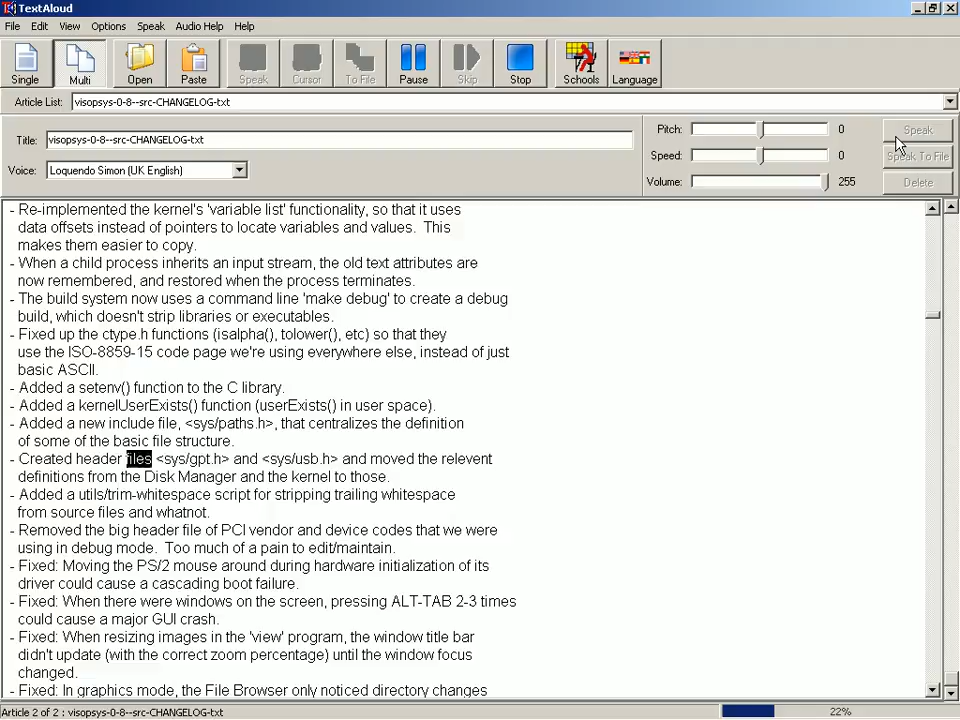 TextAloud
File Edit View Options Speak Audio Help Help
Single Multi Open Paste Speak Cursor To File Pause Skip Stop Schools Language
Article List: visopsys-0-8--src-CHANGELOG-txt
Title: visopsys-0-8--src-CHANGELOG-txt
Pitch: 0 Speak
Speed: 0 Speak To File
Voice: Loquendo Simon (UK English)
Volume: 255 Delete
- Re-implemented the kernel's 'variable list' functionality, so that it uses
data offsets instead of pointers to locate variables and values.  This
makes them easier to copy.
- When a child process inherits an input stream, the old text attributes are
now remembered, and restored when the process terminates.
- The build system now uses a command line 'make debug' to create a debug
build, which doesn't strip libraries or executables.
- Fixed up the ctype.h functions (isalpha(), tolower(), etc) so that they
use the ISO-8859-15 code page we're using everywhere else, instead of just
basic ASCII.
- Added a setenv() function to the C library.
- Added a kernelUserExists() function (userExists() in user space).
- Added a new include file, <sys/paths.h>, that centralizes the definition
of some of the basic file structure.
- Created header files <sys/gpt.h> and <sys/usb.h> and moved the relevent
definitions from the Disk Manager and the kernel to those.
- Added a utils/trim-whitespace script for stripping trailing whitespace
from source files and whatnot.
- Removed the big header file of PCI vendor and device codes that we were
using in debug mode.  Too much of a pain to edit/maintain.
- Fixed: Moving the PS/2 mouse around during hardware initialization of its
driver could cause a cascading boot failure.
- Fixed: When there were windows on the screen, pressing ALT-TAB 2-3 times
could cause a major GUI crash.
- Fixed: When resizing images in the 'view' program, the window title bar
didn't update (with the correct zoom percentage) until the window focus
changed.
- Fixed: In graphics mode, the File Browser only noticed directory changes
Article 2 of 2 : visopsys-0-8--src-CHANGELOG-txt 22%